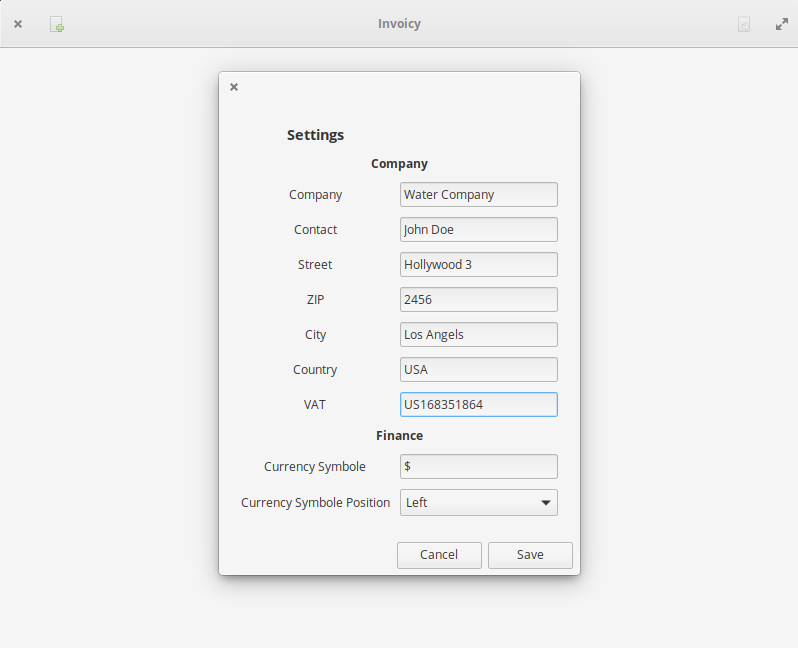 Invoicy
Settings
Company
Company Water Company
Contact John Doe
Street Hollywood 3
ZIP 2456
City Los Angels
Country USA
VAT US168351864
Finance
Currency Symbole $
Currency Symbole Position Left
Cancel Save